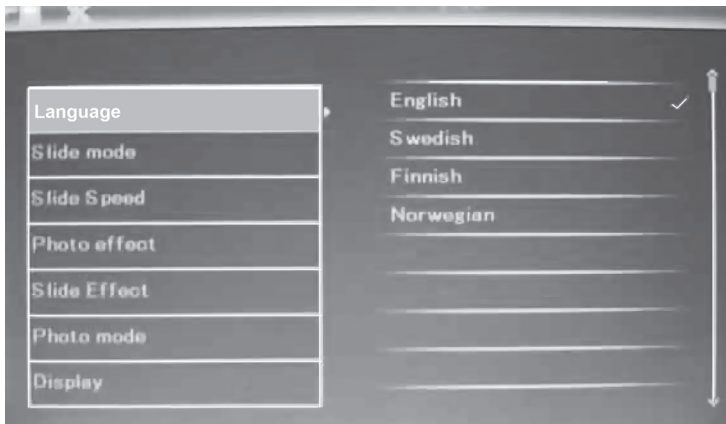 Language
Slide mode
Slide Speed
Photo effect
Slide Effect
Photo mode
Display
English
Swedish
Finnish
Norwegian